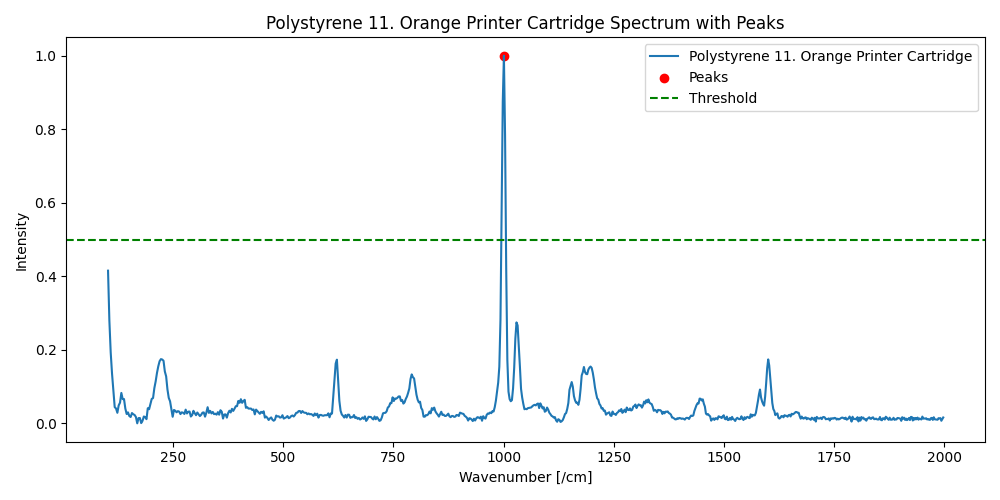 Polystyrene 11. Orange Printer Cartridge Spectrum with Peaks
Polystyrene 11. Orange Printer Cartridge
Peaks
Threshold
Intensity
1.0
0.8
0.6
0.4
0.2
0.0
250
500
750
1000
1250
1500
1750
2000
Wavenumber [/cm]